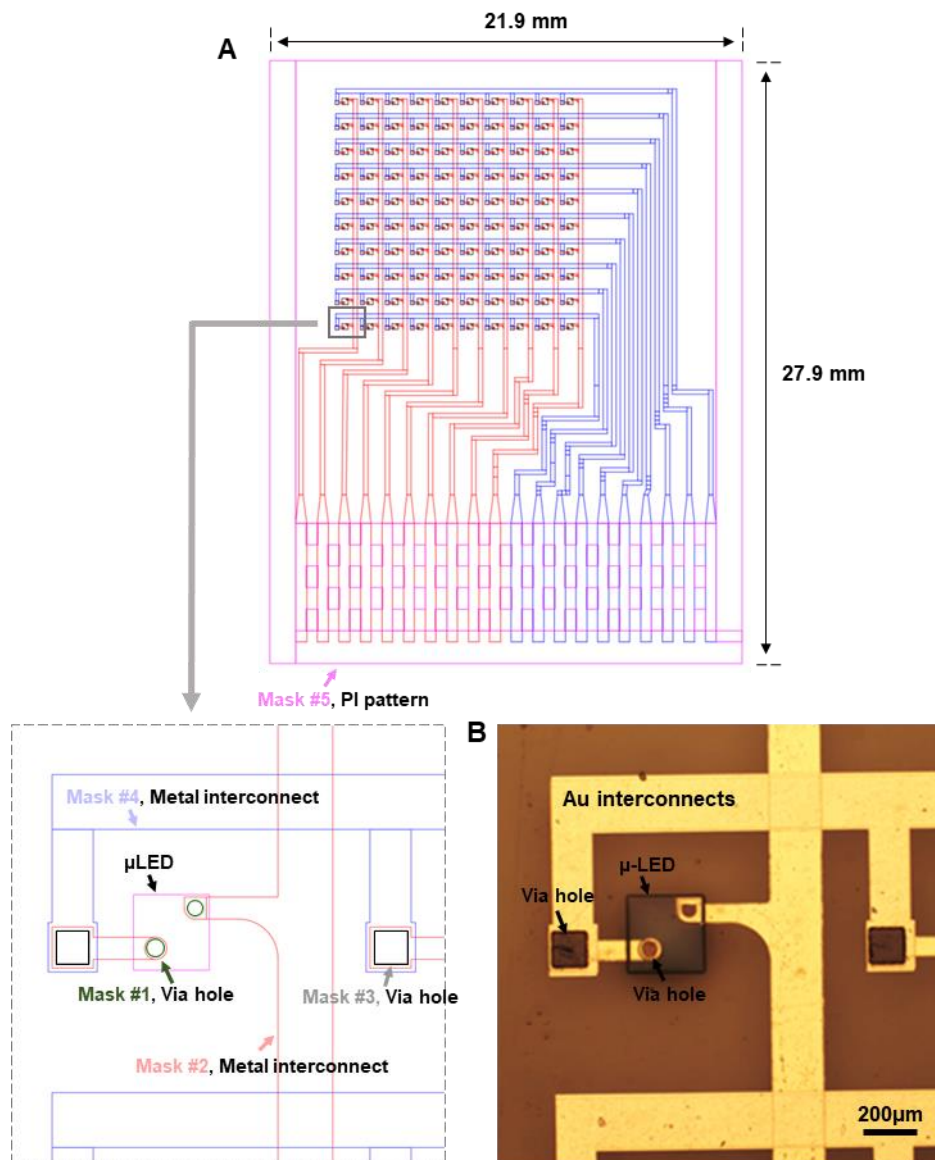 21.9 mm
A
27.9 mm
Mask #5, PI pattern
B
Mask #4, Metal interconnect
μLED
Mask #1, Via hole
Mask #3, Via hole
Mask #2, Metal interconnect
Au interconnects
μ-LED
Via hole
Via hole
200μm